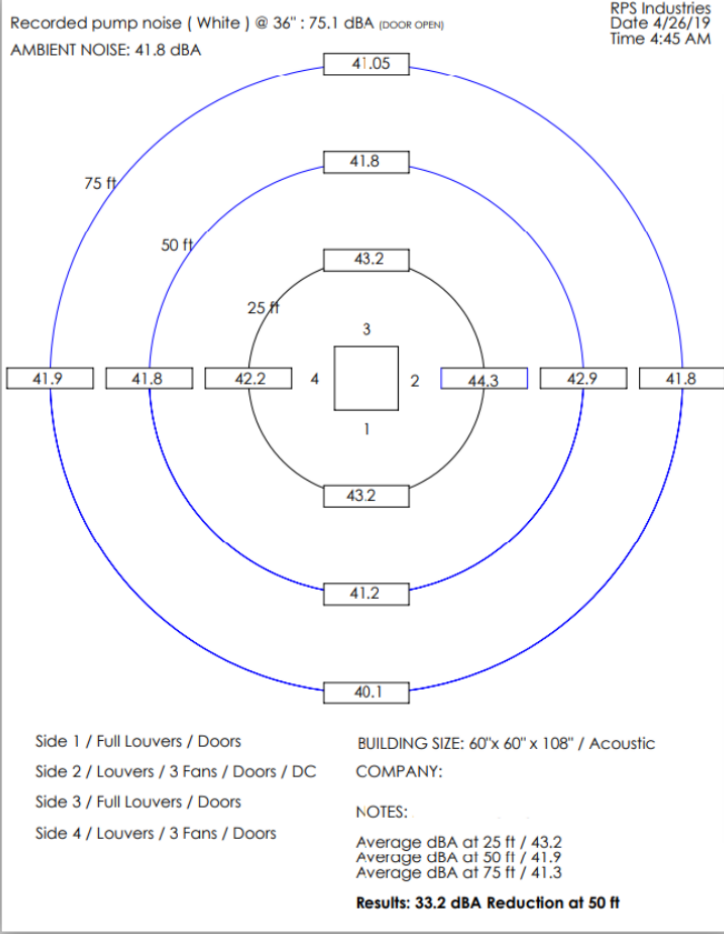 Recorded pump noise ( White ) @ 36" : 75.1 dBA (DOOR OPEN)
RPS Industries
Date 4/26/19
Time 4:45 AM
AMBIENT NOISE: 41.8 dBA
41.05
75 ft
41.8
50 ft
43.2
25 ft
3
41.9
41.8
42.2
4
2
44.3
42.9
41.8
1
43.2
41.2
40.1
Side 1 / Full Louvers / Doors
Side 2 / Louvers / 3 Fans / Doors / DC
Side 3 / Full Louvers / Doors
Side 4 / Louvers / 3 Fans / Doors
BUILDING SIZE: 60"x 60" x 108" / Acoustic
COMPANY:
NOTES:
Average dBA at 25 ft / 43.2
Average dBA at 50 ft / 41.9
Average dBA at 75 ft / 41.3
Results: 33.2 dBA Reduction at 50 ft